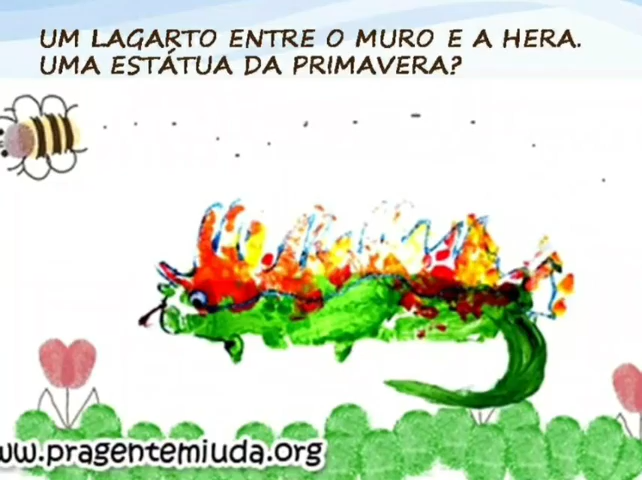 UM LAGARTO ENTRE O MURO E A HERA.
UMA ESTÁTUA DA PRIMAVERA?
www.pragentemiuda.org